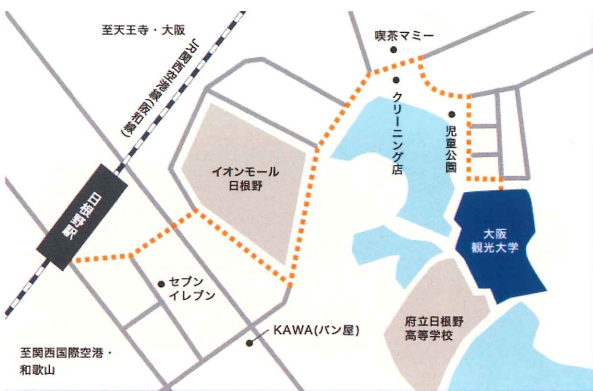 至天王寺・大阪
JR関西空港線(阪和線)
喫茶マミー
クリーニング店
児童公園
イオンモール
日根野
日根野駅
大阪
観光大学
セブン
イレブン
府立日根野
高等学校
KAWA(パン屋)
至関西国際空港・
和歌山